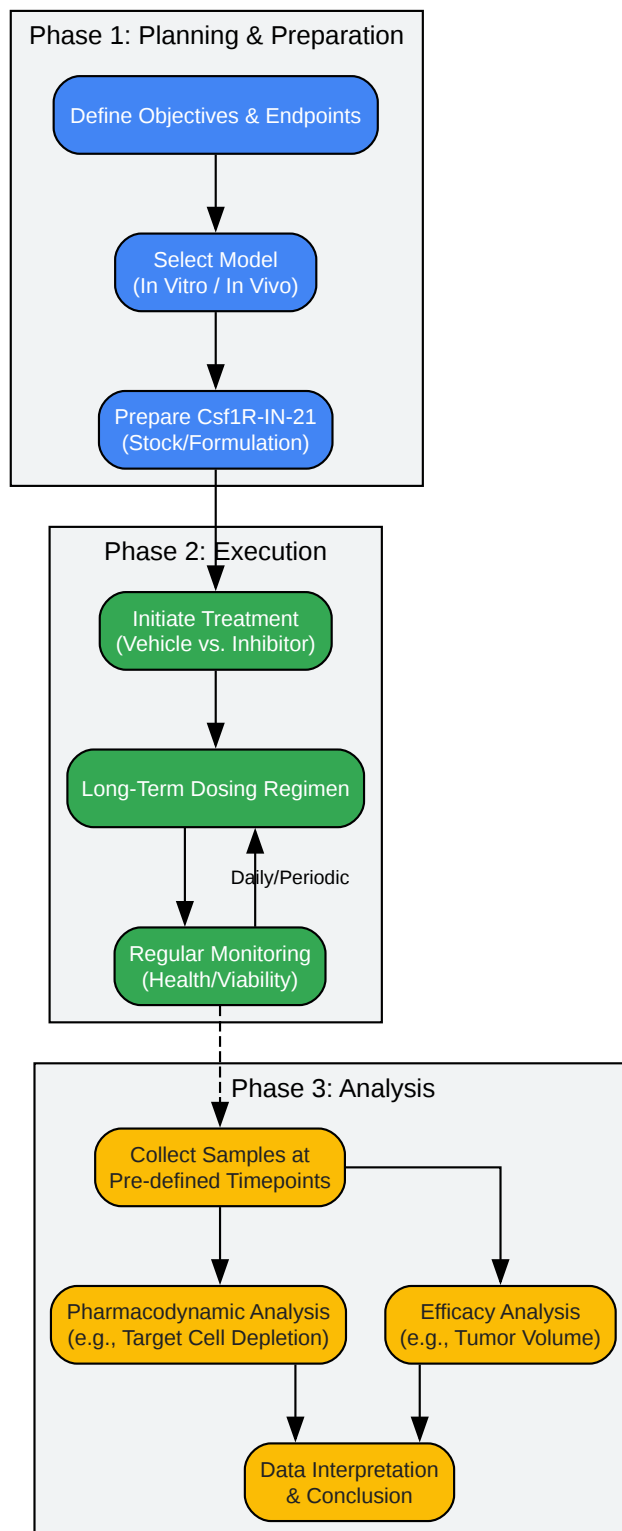 Phase 1: Planning & Preparation
Define Objectives & Endpoints
Select Model
(In Vitro / In Vivo)
Prepare Csf1R-IN-21
(Stock/Formulation)
Phase 2: Execution
Initiate Treatment
(Vehicle vs. Inhibitor)
Long-Term Dosing Regimen
Daily/Periodic
Regular Monitoring
(Health/Viability)
Phase 3: Analysis
Collect Samples at
Pre-defined Timepoints
Pharmacodynamic Analysis
(e.g., Target Cell Depletion)
Efficacy Analysis
(e.g., Tumor Volume)
Data Interpretation
& Conclusion